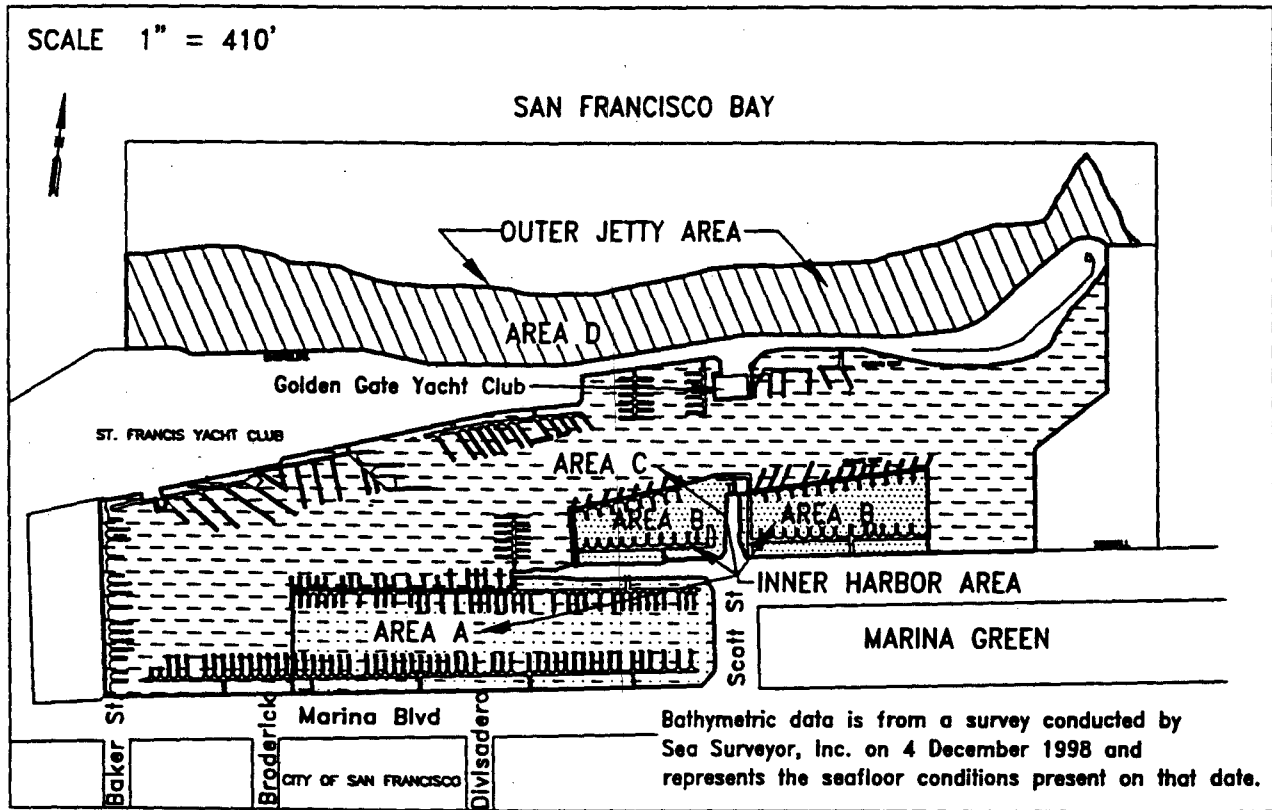 SCALE 1" = 410'
SAN FRANCISCO BAY
OUTER JETTY AREA
AREA D
Golden Gate Yacht Club
ST. FRANCIS YACHT CLUB
AREA C
AREA B
AREA B
INNER HARBOR AREA
AREA A
MARINA GREEN
Scott St
Baker St
Broderick
Marina Blvd
Divisadero
CITY OF SAN FRANCISCO
Bathymetric data is from a survey conducted by
Sea Surveyor, Inc. on 4 December 1998 and
represents the seafloor conditions present on that date.